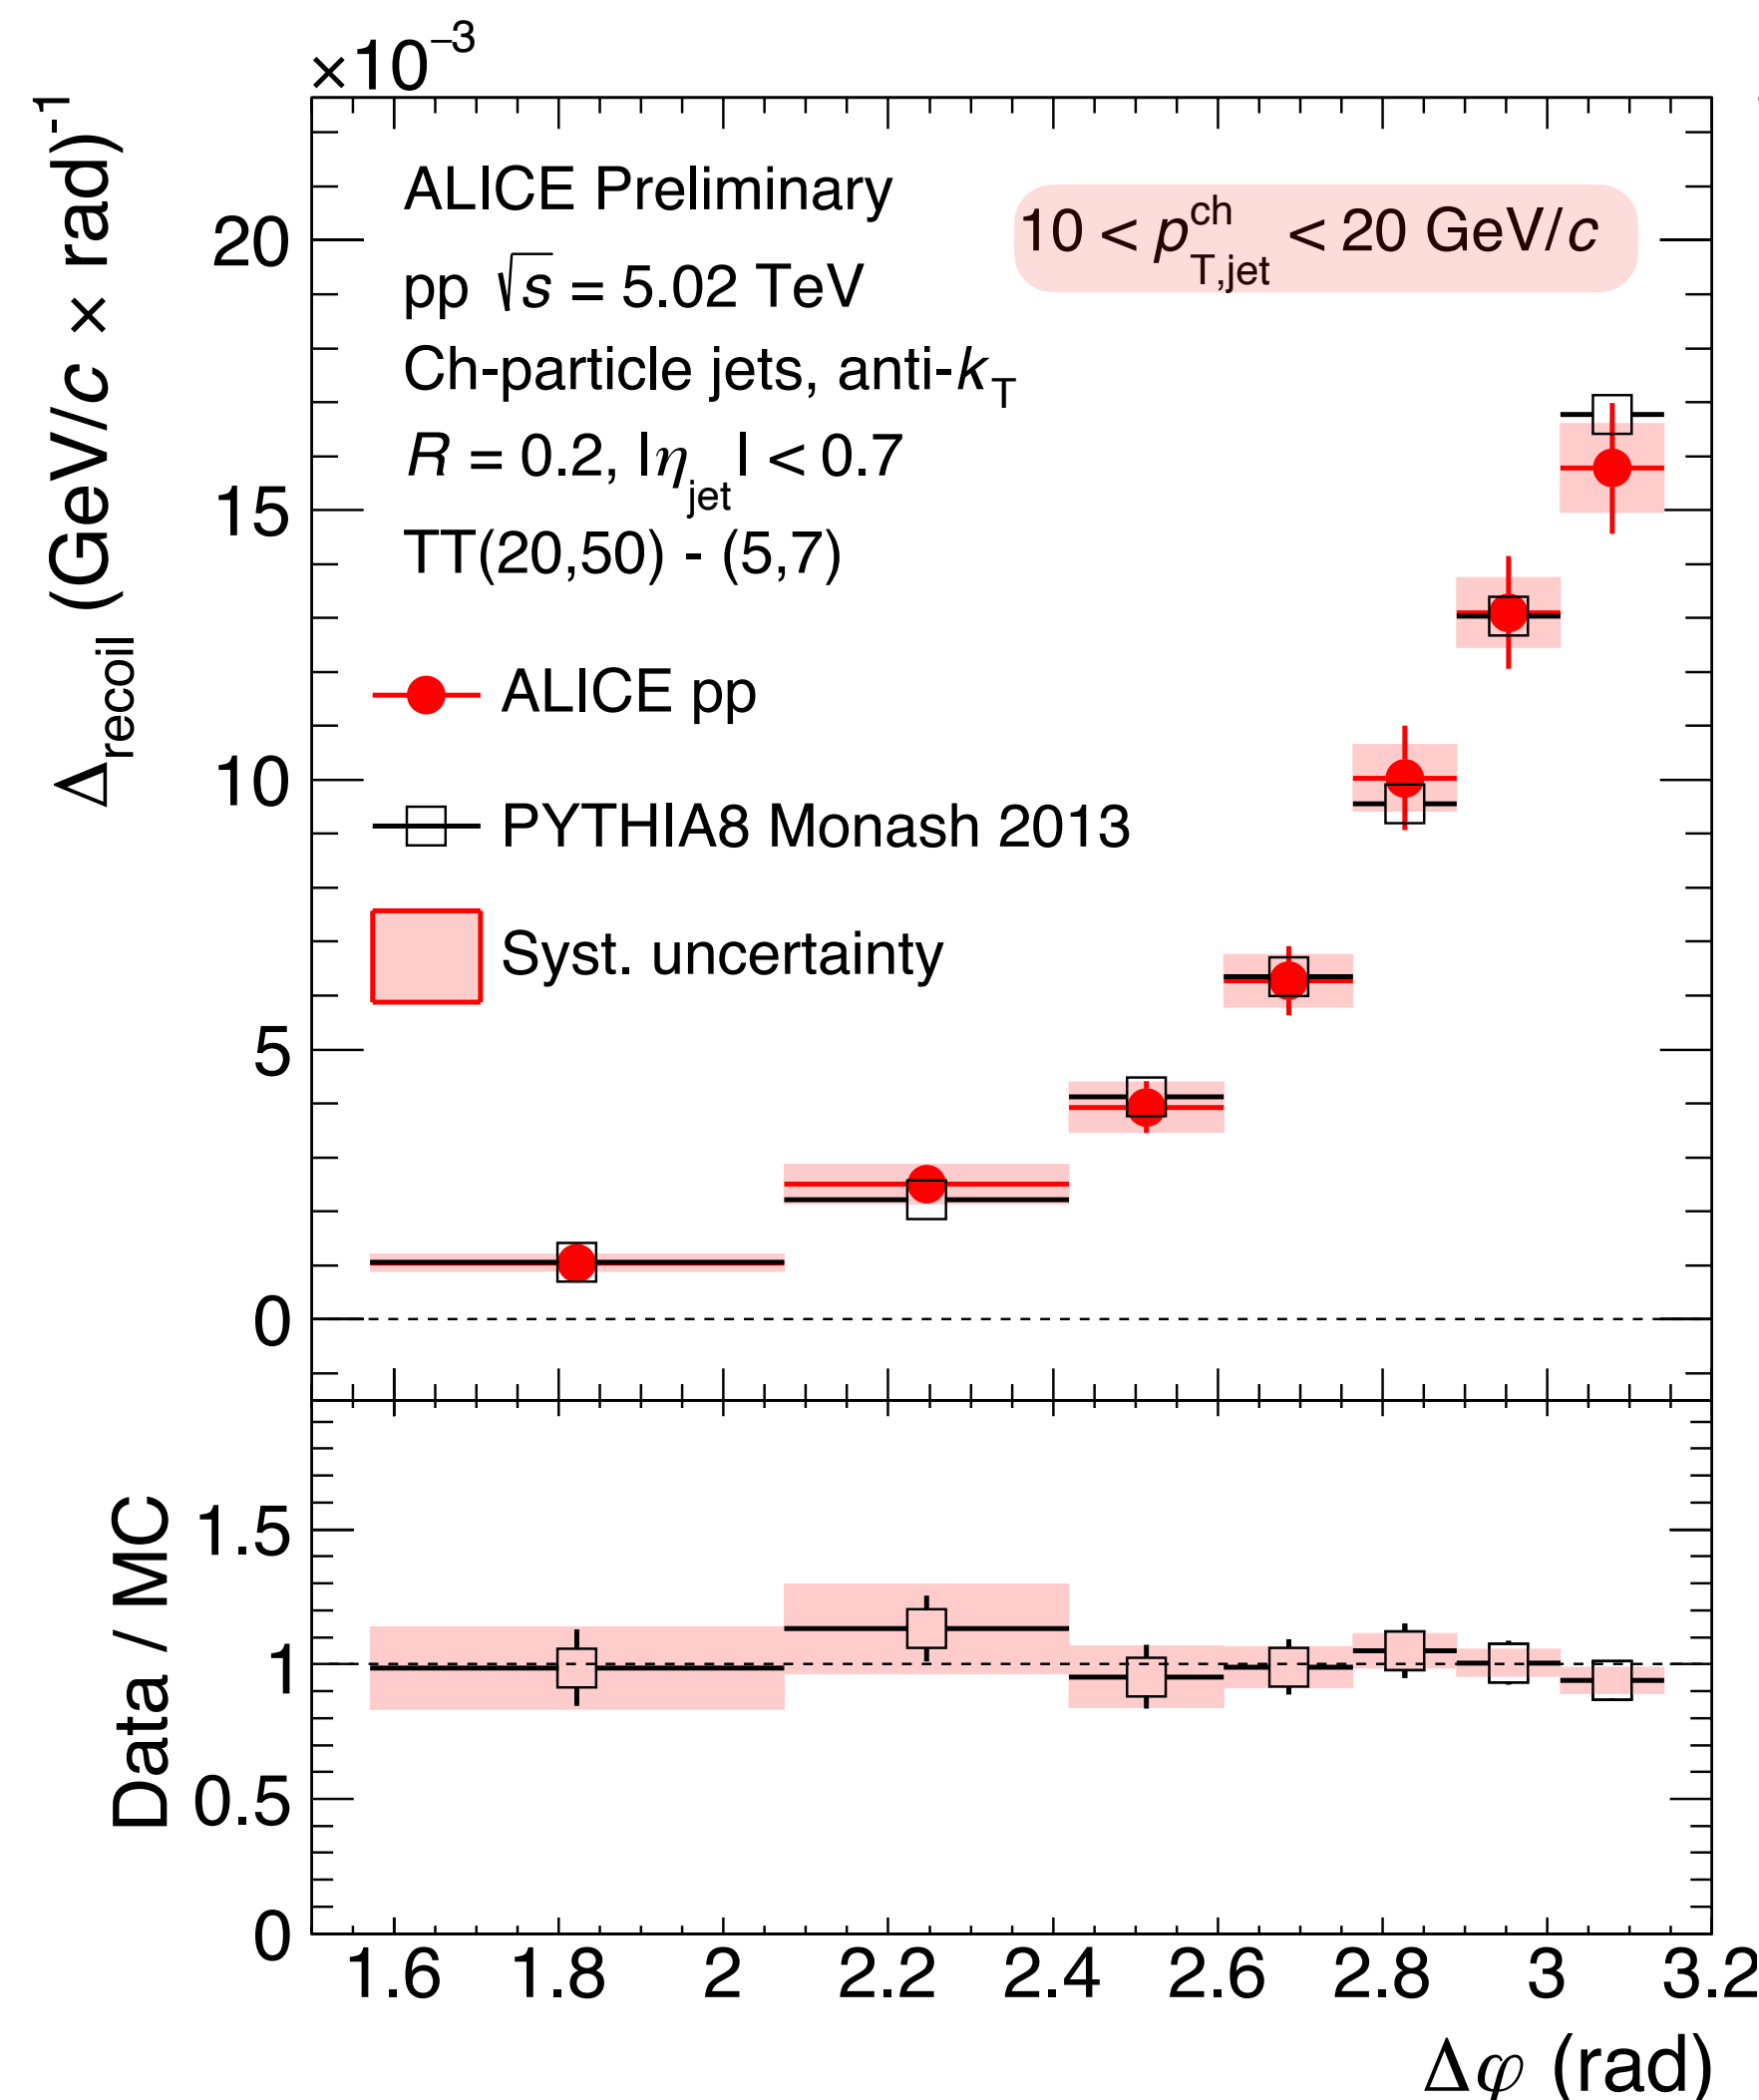 ×10⁻³
Δrecoil (GeV/c × rad)⁻¹
20
15
10
5
0
ALICE Preliminary
pp √s = 5.02 TeV
Ch-particle jets, anti-kT
R = 0.2, |ηjet| < 0.7
TT(20,50) - (5,7)
10 < p^ch_T,jet < 20 GeV/c
ALICE pp
PYTHIA8 Monash 2013
Syst. uncertainty
Data / MC
1.5
1
0.5
0
1.6 1.8 2 2.2 2.4 2.6 2.8 3 3.2
Δφ (rad)